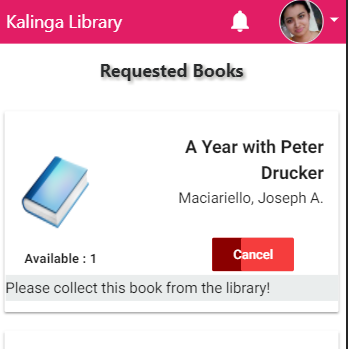 Kalinga Library
Requested Books
A Year with Peter
Drucker
Maciariello, Joseph A.
Available : 1
Cancel
Please collect this book from the library!